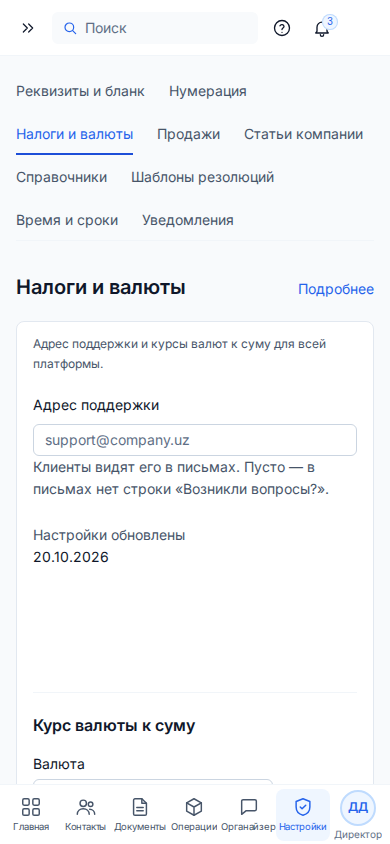 Поиск
3
Реквизиты и бланк Нумерация
Налоги и валюты Продажи Статьи компании
Справочники Шаблоны резолюций
Время и сроки Уведомления
Налоги и валюты Подробнее
Адрес поддержки и курсы валют к суму для всей
платформы.
Адрес поддержки
support@company.uz
Клиенты видят его в письмах. Пусто — в
письмах нет строки «Возникли вопросы?».
Настройки обновлены
20.10.2026
Курс валюты к суму
Валюта
Главная Контакты Документы Операции Органайзер Настройки
ДД
Директор